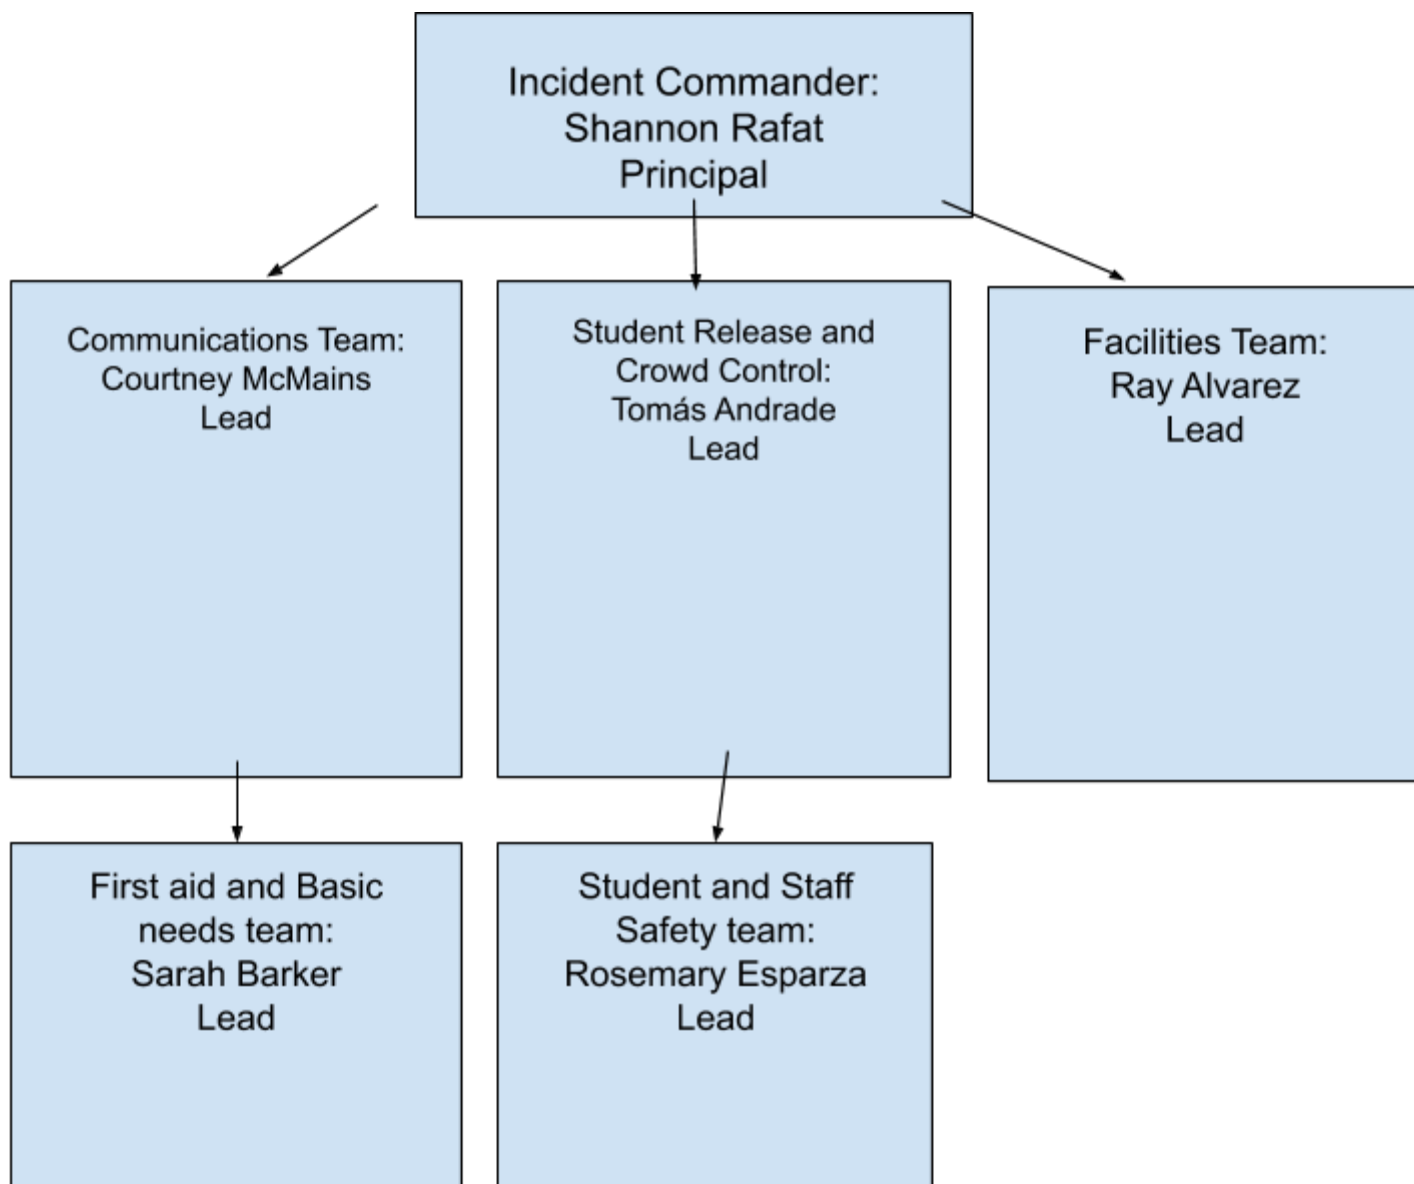 Incident Commander:
Shannon Rafat
Principal
Communications Team:
Courtney McMains
Lead
Student Release and
Crowd Control:
Tomás Andrade
Lead
Facilities Team:
Ray Alvarez
Lead
First aid and Basic
needs team:
Sarah Barker
Lead
Student and Staff
Safety team:
Rosemary Esparza
Lead